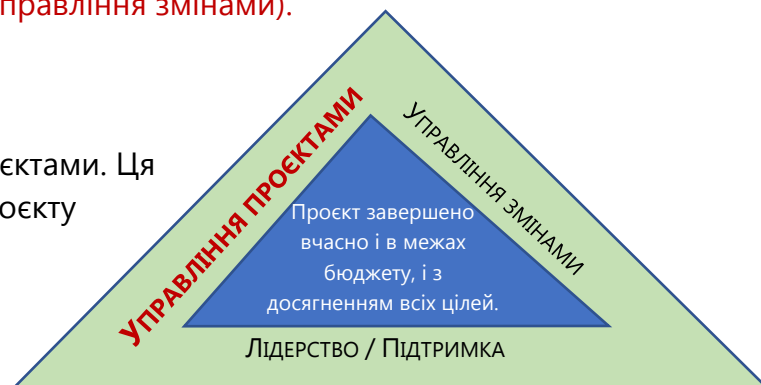 правління змінами).
УПРАВЛІННЯ ПРОЄКТАМИ
УПРАВЛІННЯ ЗМІНАМИ
єктами. Ця
оєкту
Проєкт завершено
вчасно і в межах
бюджету, і з
досягненням всіх цілей.
ЛІДЕРСТВО / ПІДТРИМКА